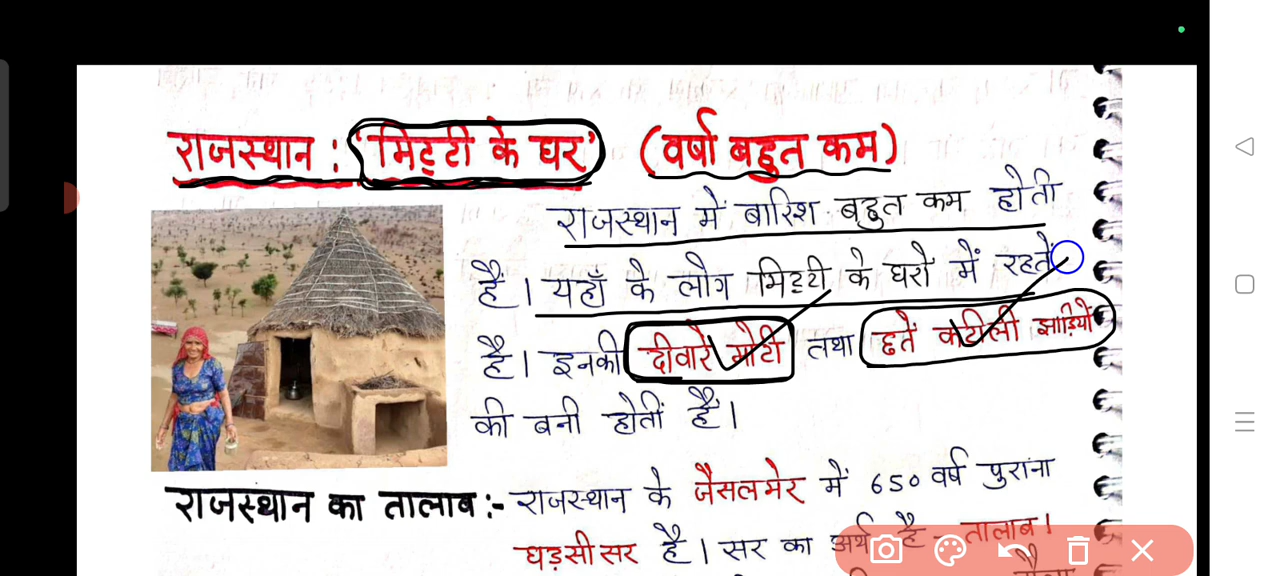 राजस्थान : 'मिट्टी के घर' (वर्षा बहुत कम)
राजस्थान में बारिश बहुत कम होती
हैं। यहाँ के लोग मिट्टी के घरो में रहतें
है। इनकी दीवारे मोटी तथा छतें कटीली झाड़ियों
की बनी होतीं हैं।
राजस्थान का तालाब :- राजस्थान के जैसलमेर में 650 वर्ष पुराना
घड़सीसर है। सर का अर्थ है - तालाब।